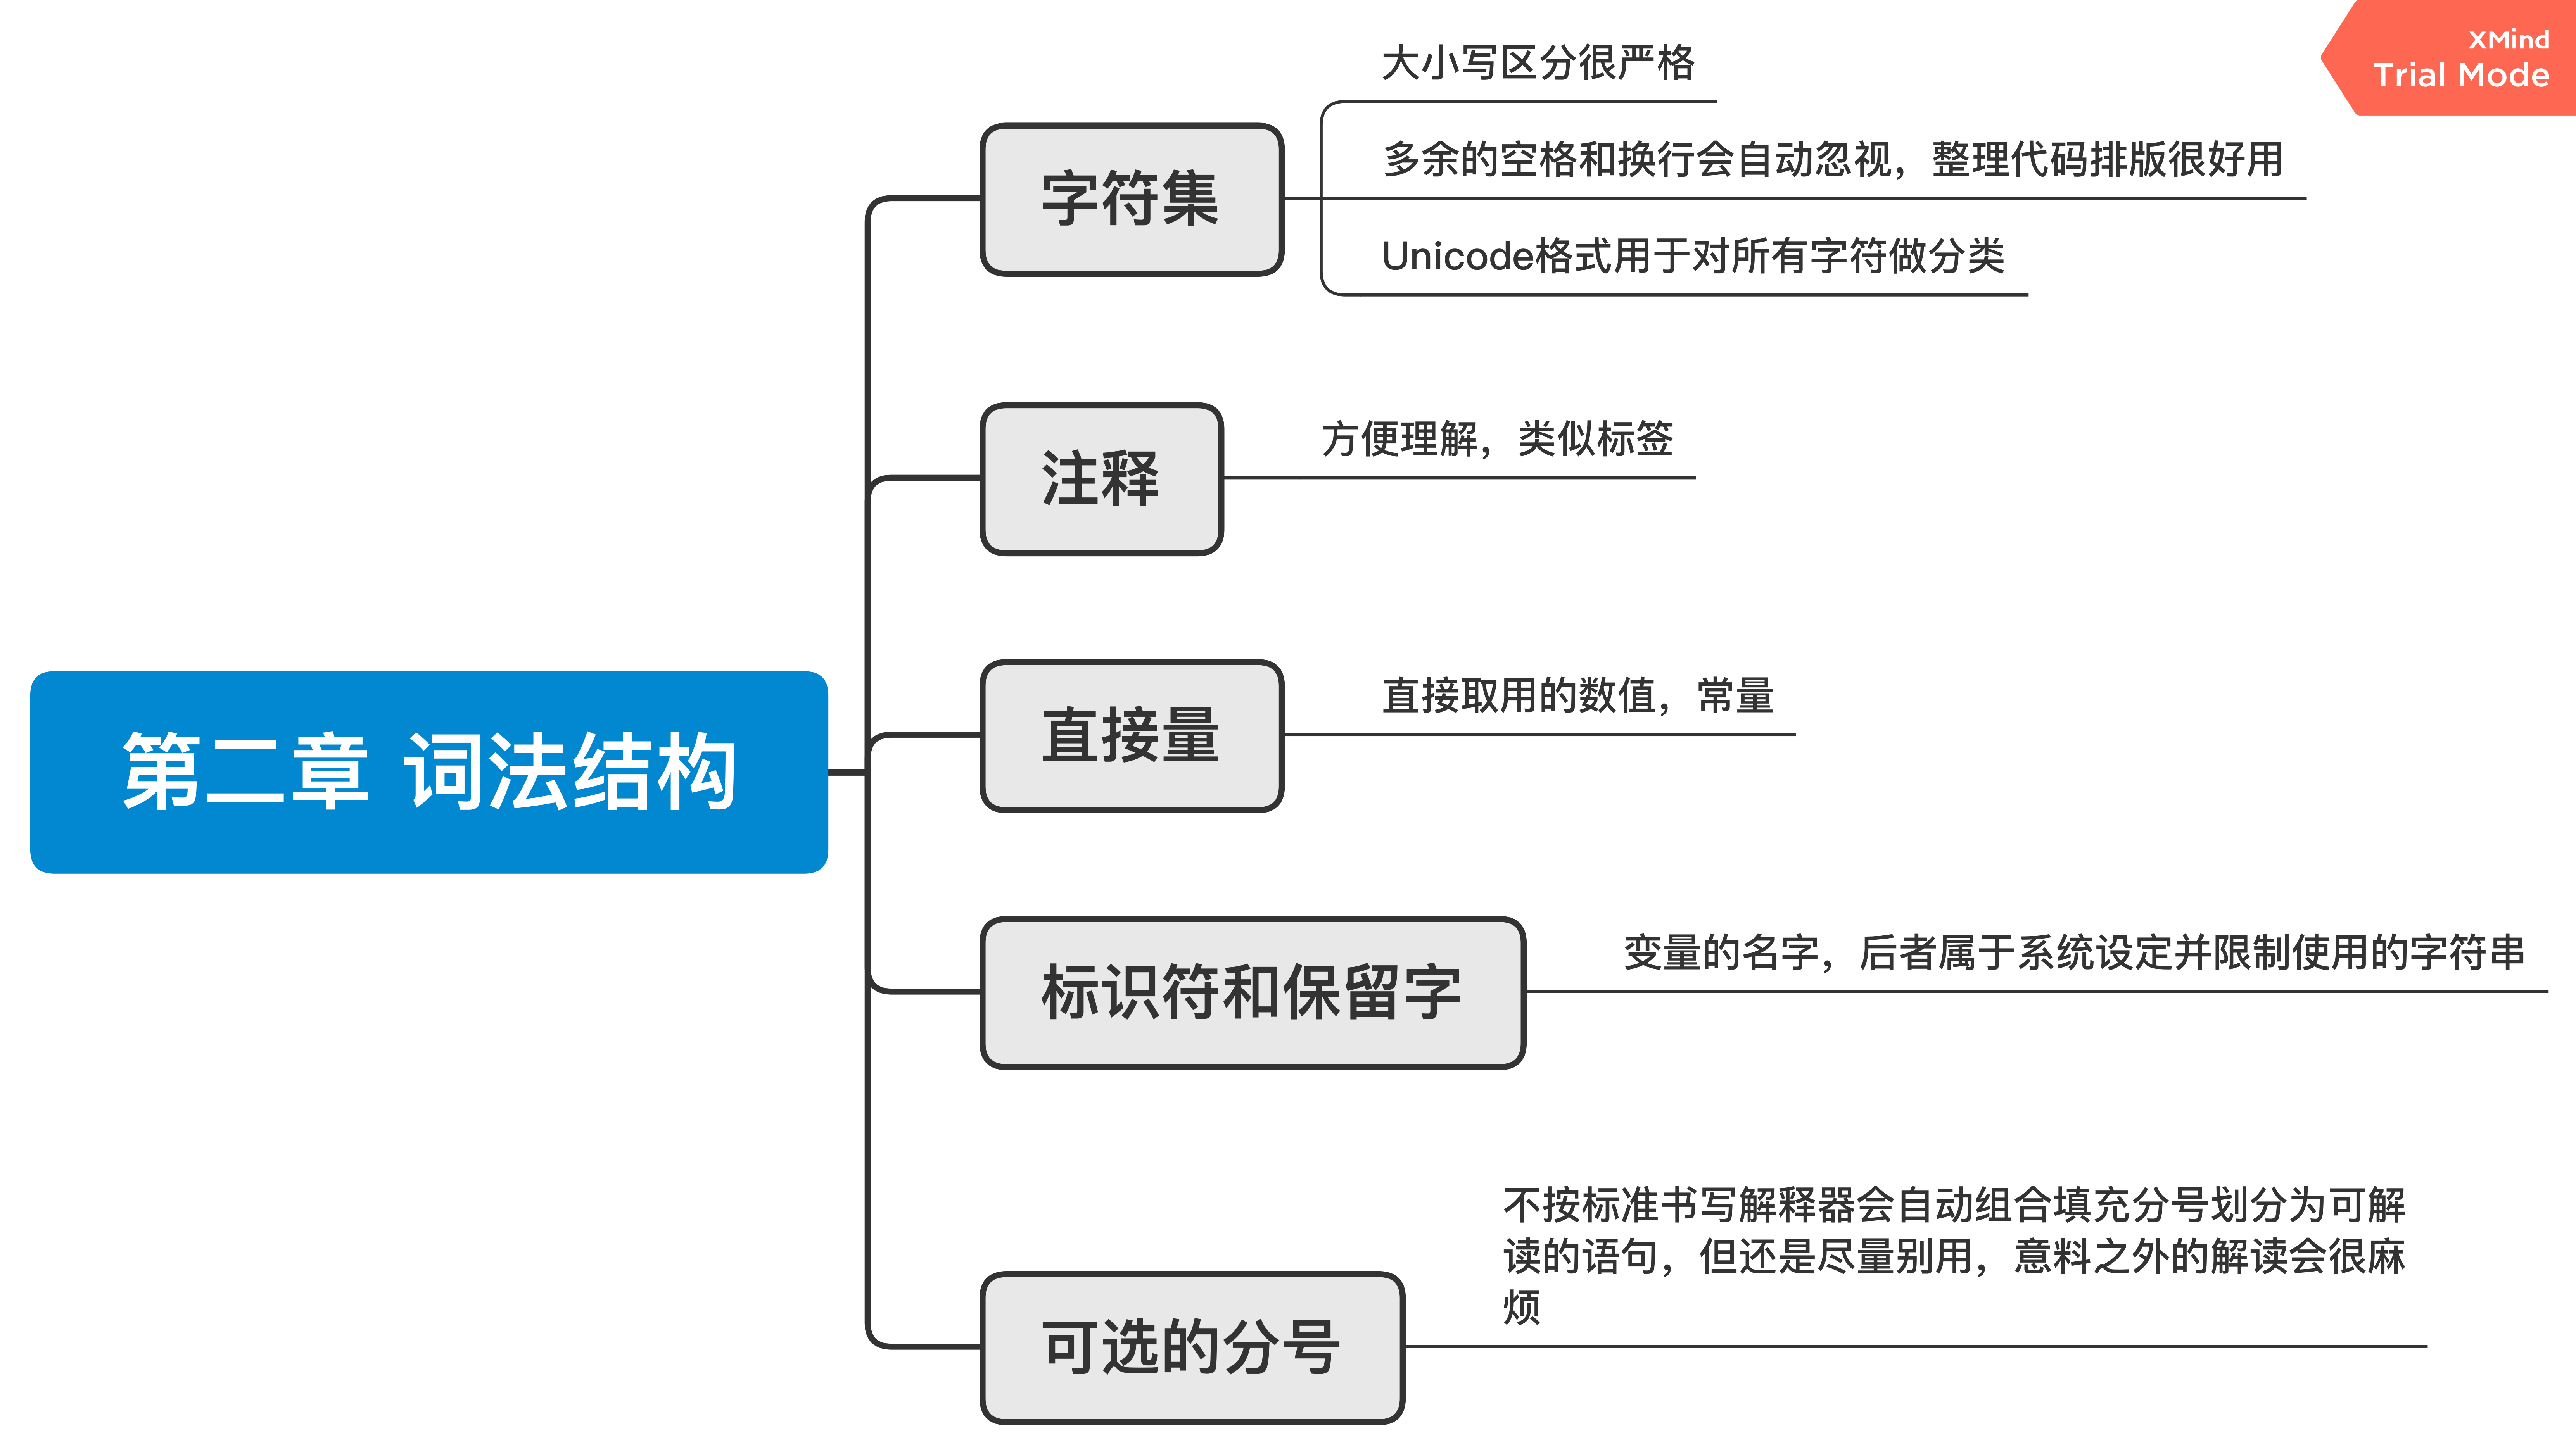 XMind
Trial Mode
第二章 词法结构
字符集
大小写区分很严格
多余的空格和换行会自动忽视，整理代码排版很好用
Unicode格式用于对所有字符做分类
注释
方便理解，类似标签
直接量
直接取用的数值，常量
标识符和保留字
变量的名字，后者属于系统设定并限制使用的字符串
可选的分号
不按标准书写解释器会自动组合填充分号划分为可解
读的语句，但还是尽量别用，意料之外的解读会很麻
烦